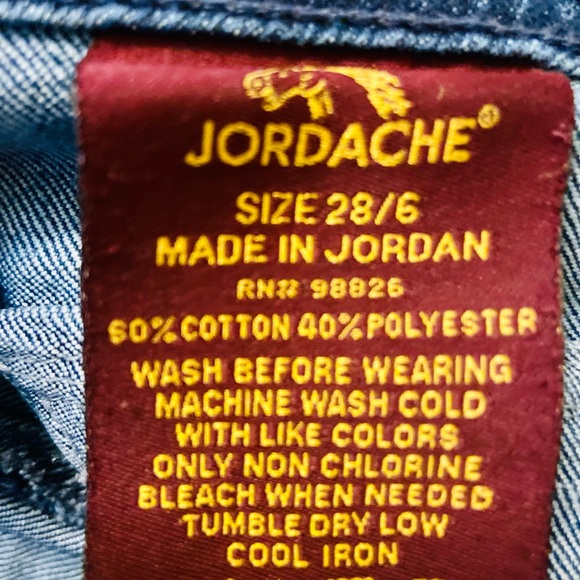 JORDACHE®
SIZE 28/6
MADE IN JORDAN
RN# 98826
60% COTTON 40% POLYESTER
WASH BEFORE WEARING
MACHINE WASH COLD
WITH LIKE COLORS
ONLY NON CHLORINE
BLEACH WHEN NEEDED
TUMBLE DRY LOW
COOL IRON